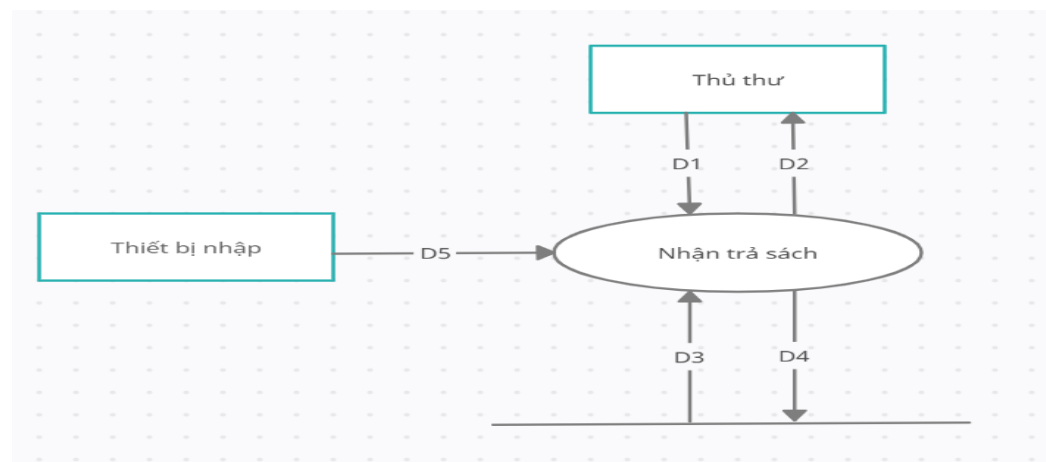 Thủ thư
D1
D2
Thiết bị nhập
D5
Nhận trả sách
D3
D4